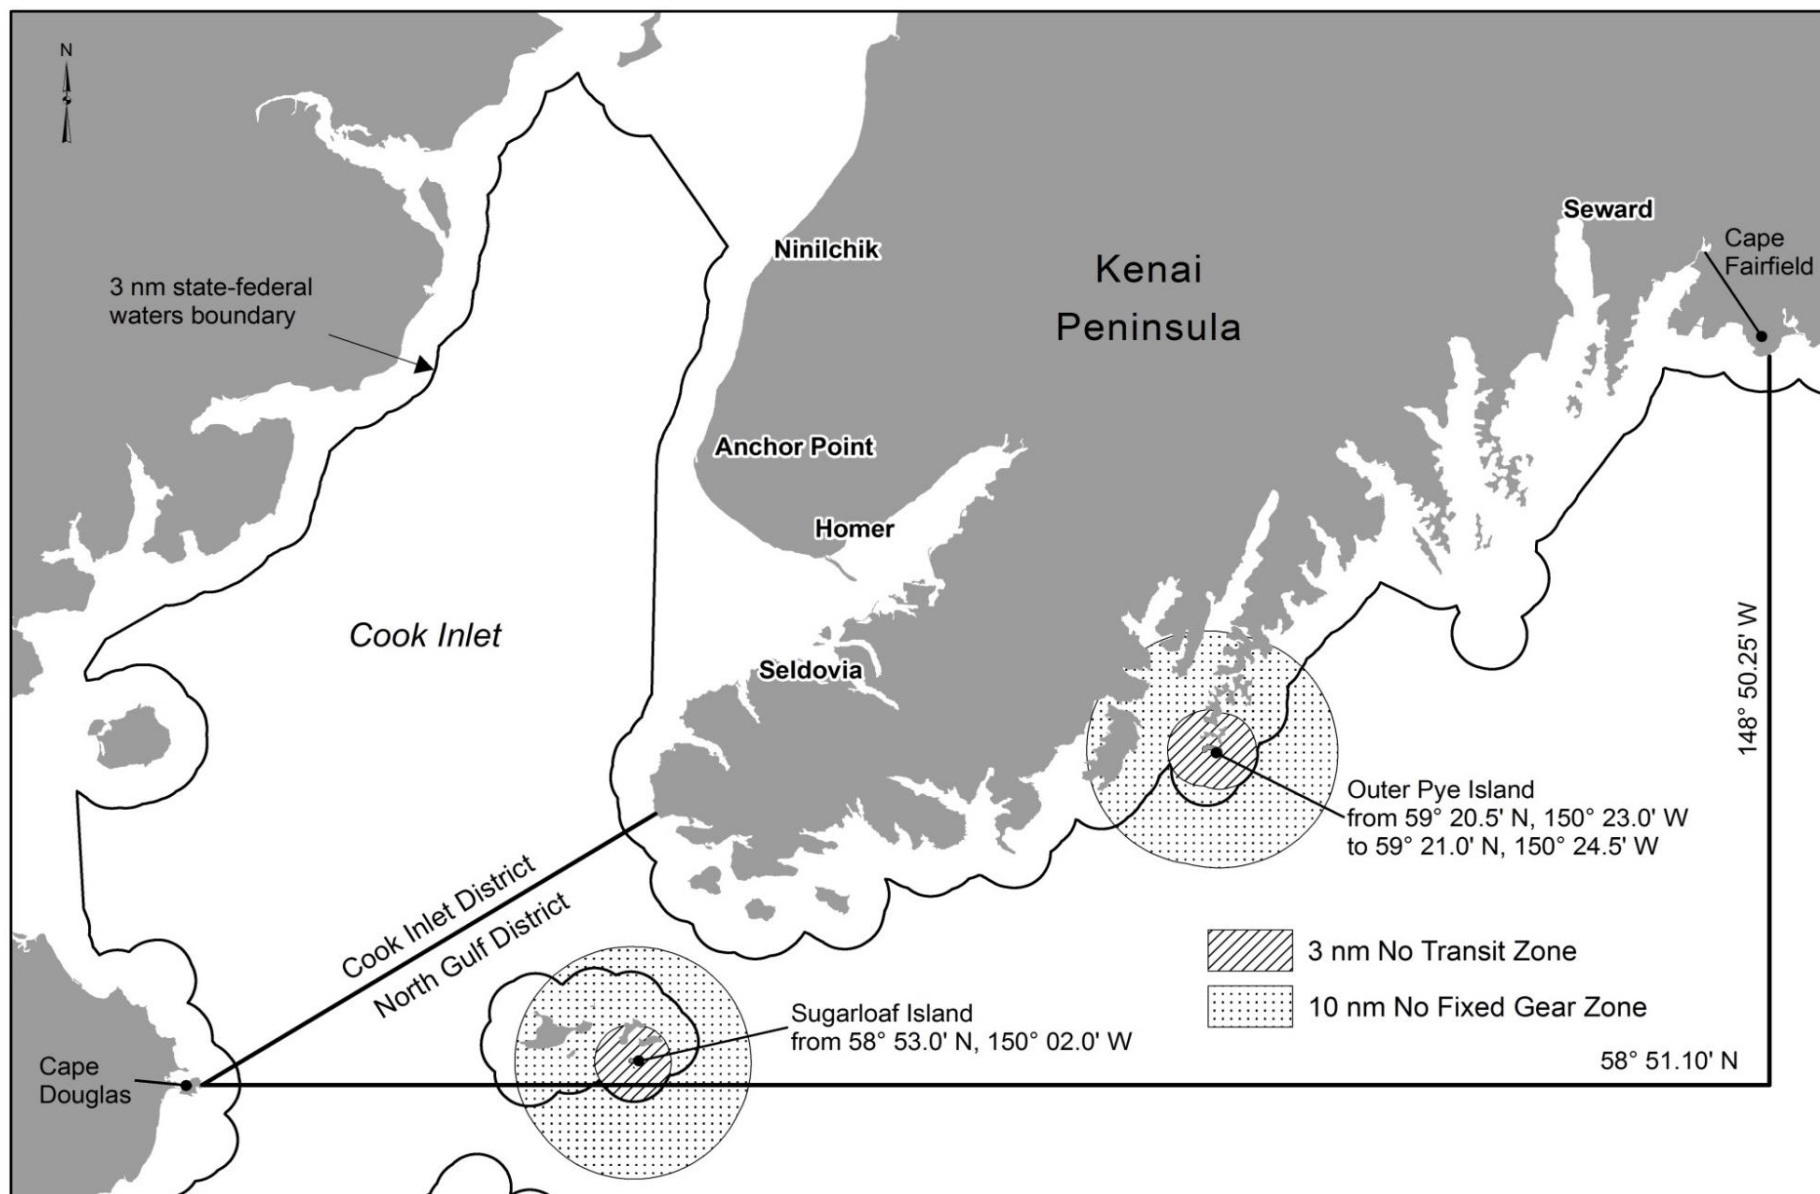 N
Seward
Cape
Fairfield
Ninilchik
Kenai
Peninsula
3 nm state-federal
waters boundary
Anchor Point
Homer
Cook Inlet
Seldovia
148° 50.25' W
Outer Pye Island
from 59° 20.5' N, 150° 23.0' W
to 59° 21.0' N, 150° 24.5' W
Cook Inlet District
North Gulf District
3 nm No Transit Zone
10 nm No Fixed Gear Zone
Sugarloaf Island
from 58° 53.0' N, 150° 02.0' W
58° 51.10' N
Cape
Douglas